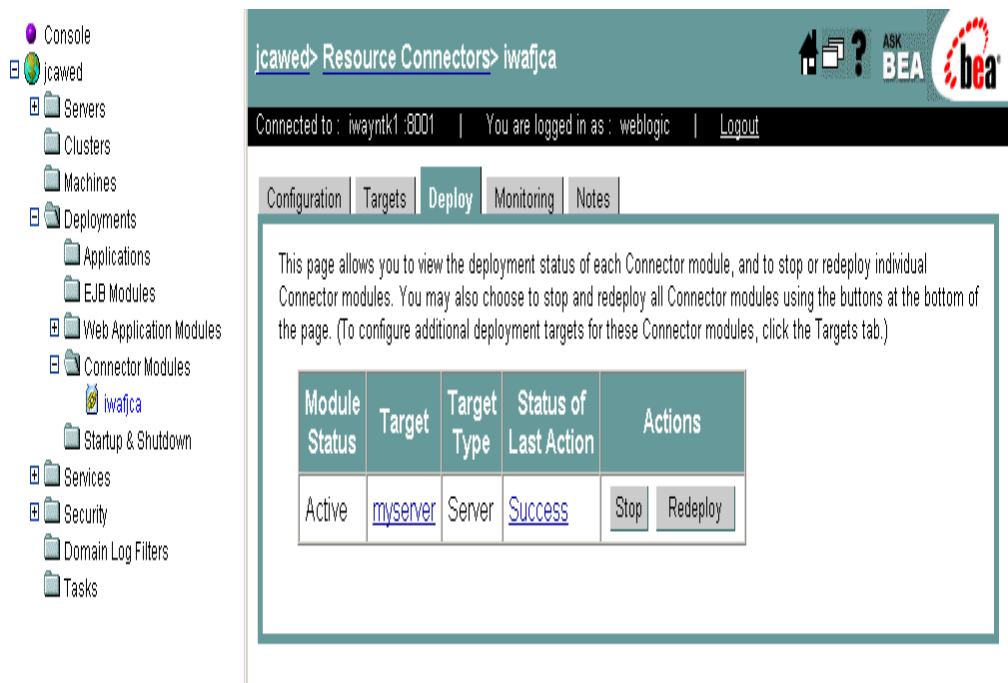 Console
jcawed
Servers
Clusters
Machines
Deployments
Applications
EJB Modules
Web Application Modules
Connector Modules
iwafjca
Startup & Shutdown
Services
Security
Domain Log Filters
Tasks
jcawed> Resource Connectors> iwafjca
?
ASK
BEA
bea
Connected to : iwayntk1 :8001 | You are logged in as : weblogic | Logout
Configuration Targets Deploy Monitoring Notes
This page allows you to view the deployment status of each Connector module, and to stop or redeploy individual
Connector modules. You may also choose to stop and redeploy all Connector modules using the buttons at the bottom of
the page. (To configure additional deployment targets for these Connector modules, click the Targets tab.)
Module Status Target Target Type Status of Last Action Actions
Active myserver Server Success Stop Redeploy